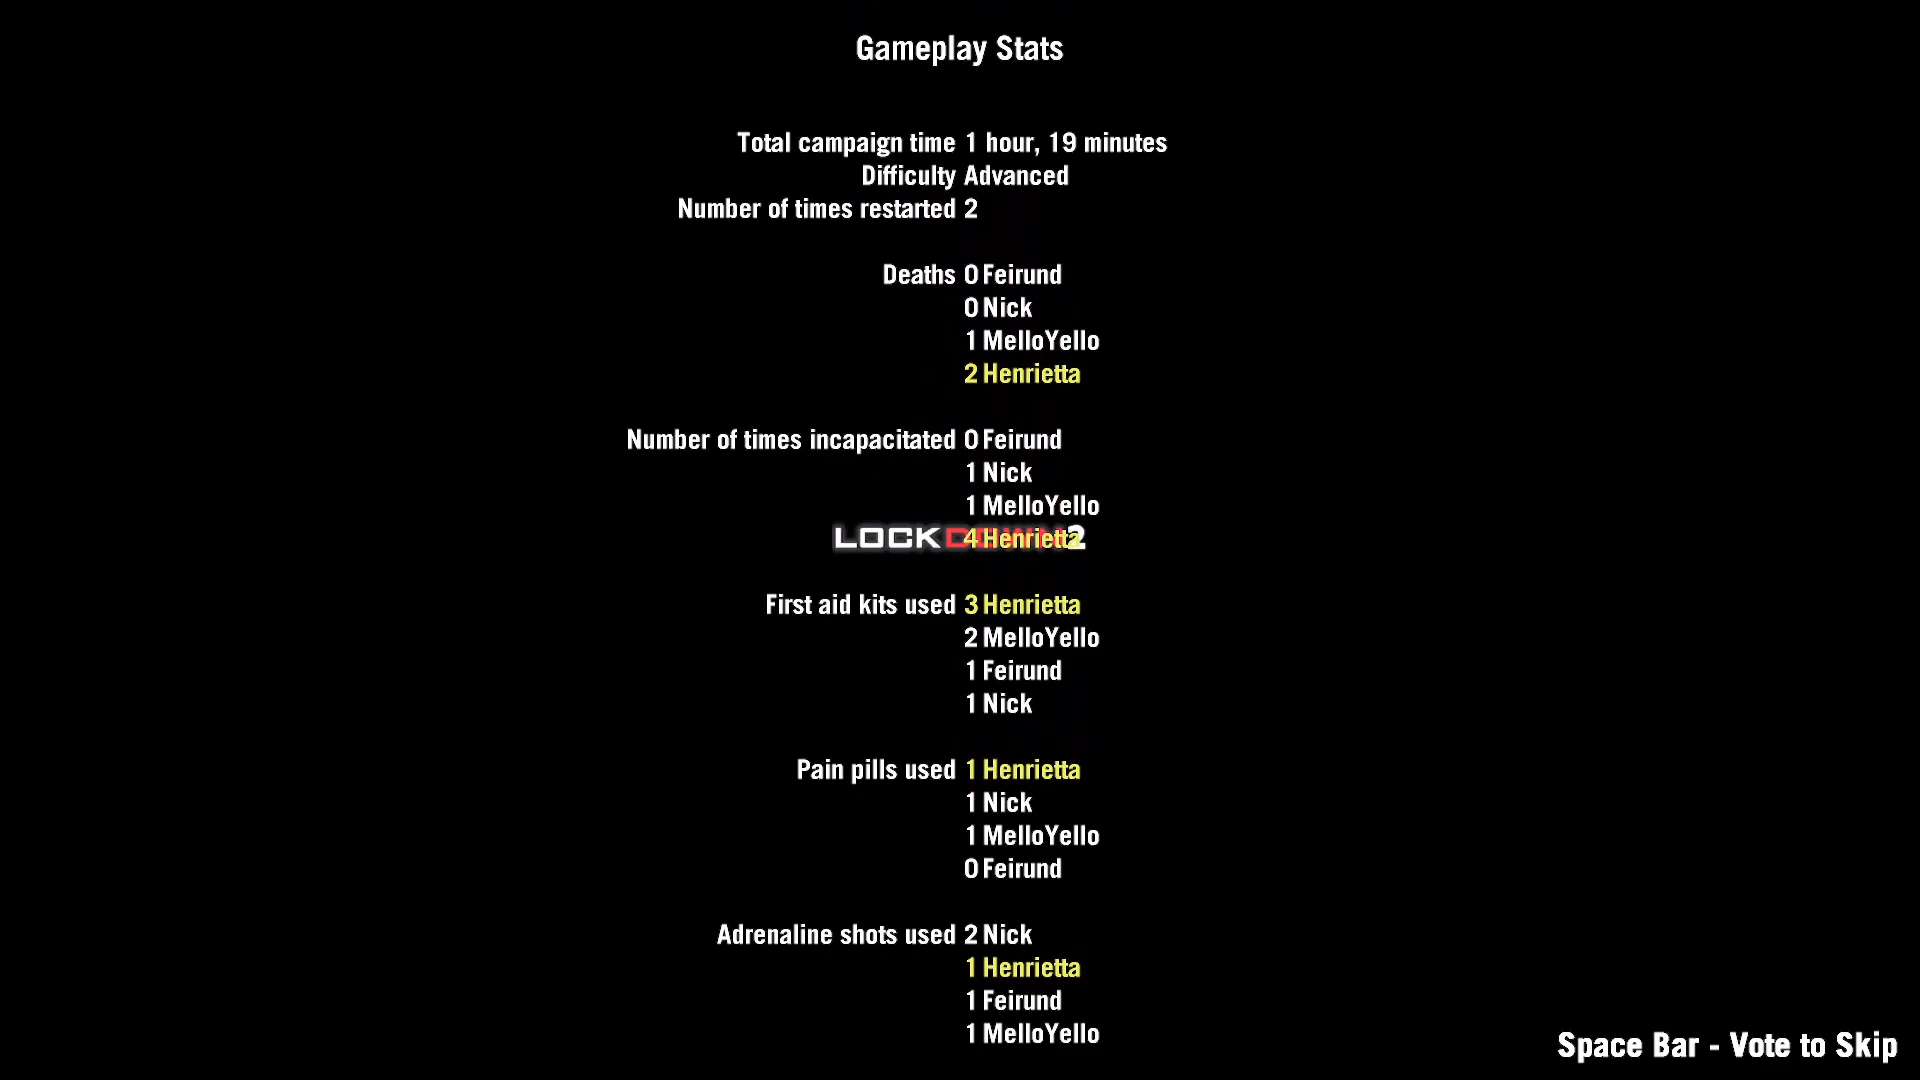 Gameplay Stats
Total campaign time 1 hour, 19 minutes
Difficulty Advanced
Number of times restarted 2
Deaths 0 Feirund
0 Nick
1 MelloYello
2 Henrietta
Number of times incapacitated 0 Feirund
1 Nick
1 MelloYello
4 Henrietta
LOCKDOWN2
First aid kits used 3 Henrietta
2 MelloYello
1 Feirund
1 Nick
Pain pills used 1 Henrietta
1 Nick
1 MelloYello
0 Feirund
Adrenaline shots used 2 Nick
1 Henrietta
1 Feirund
1 MelloYello
Space Bar - Vote to Skip